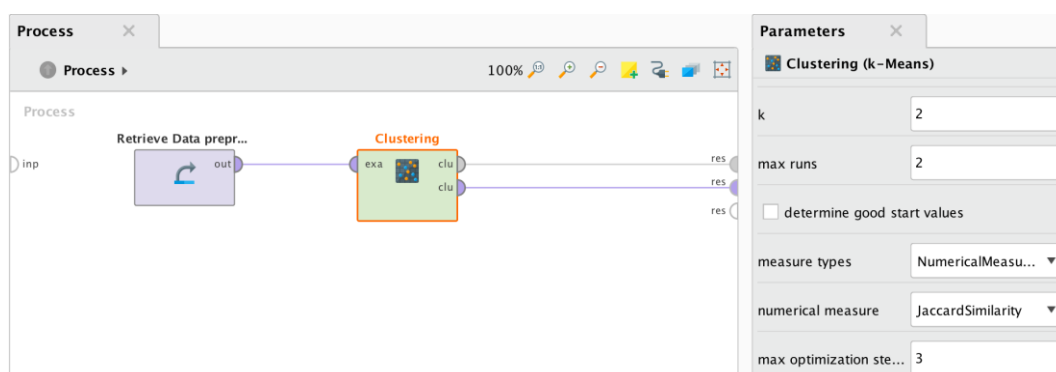 Process
Process
100%
Process
Retrieve Data prepr...
Clustering
inp
out
exa
clu
clu
res
res
res
Parameters
Clustering (k-Means)
k
2
max runs
2
determine good start values
measure types
NumericalMeasu...
numerical measure
JaccardSimilarity
max optimization ste...
3